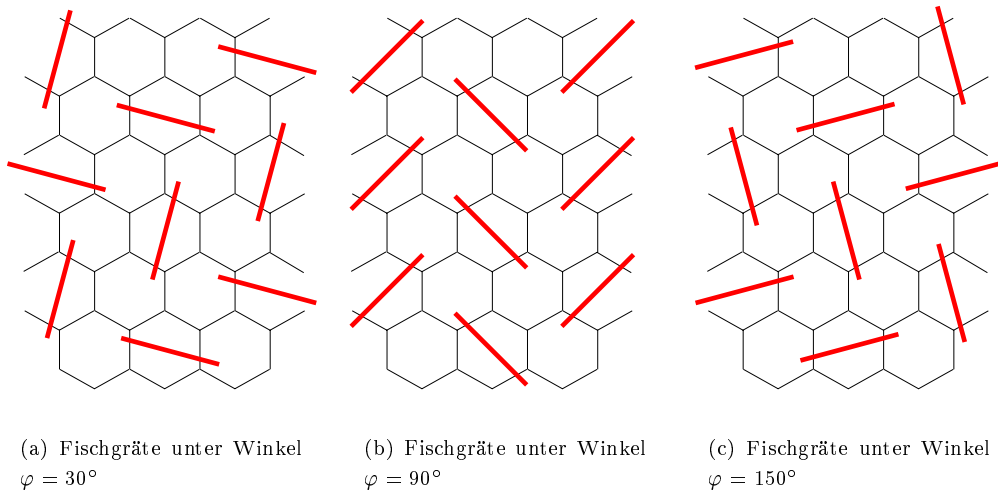 (a) Fischgräte unter Winkel
φ = 30°
(b) Fischgräte unter Winkel
φ = 90°
(c) Fischgräte unter Winkel
φ = 150°